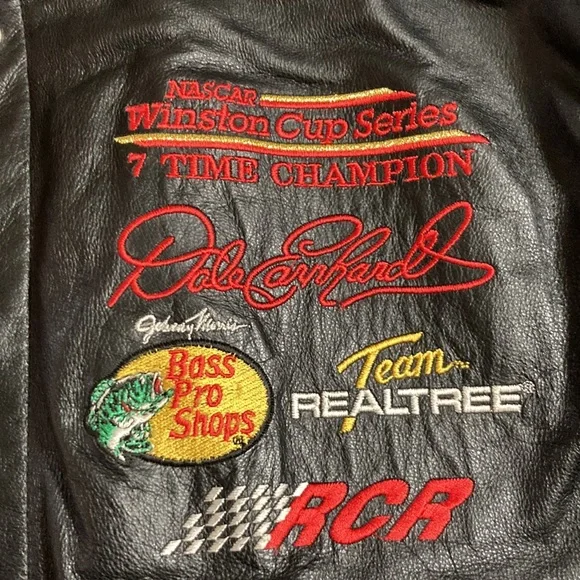 NASCAR
Winston Cup Series
7 TIME CHAMPION
Dale Earnhardt
Johnny Morris
Bass
Pro
Shops
Team
REALTREE®
RCR